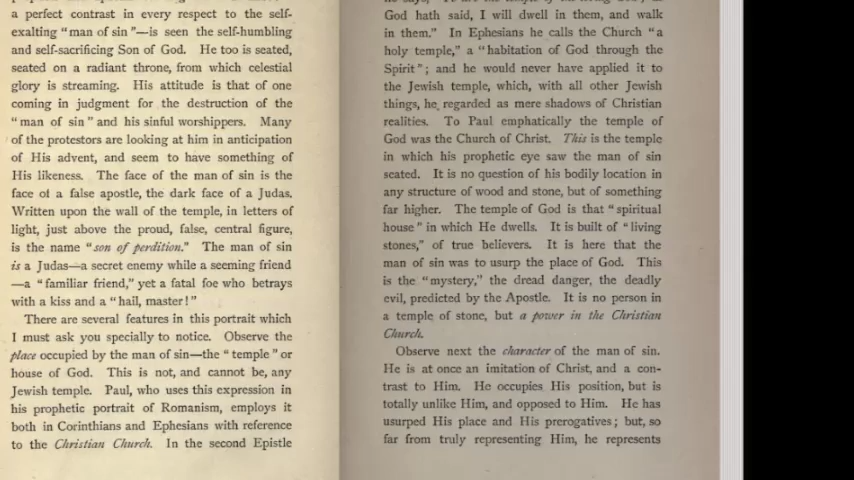 a perfect contrast in every respect to the self-
exalting "man of sin"—is seen the self-humbling
and self-sacrificing Son of God. He too is seated,
seated on a radiant throne, from which celestial
glory is streaming. His attitude is that of one
coming in judgment for the destruction of the
"man of sin" and his sinful worshippers. Many
of the protestors are looking at him in anticipation
of His advent, and seem to have something of
His likeness. The face of the man of sin is the
face of a false apostle, the dark face of a Judas.
Written upon the wall of the temple, in letters of
light, just above the proud, false, central figure,
is the name "son of perdition." The man of sin
is a Judas—a secret enemy while a seeming friend
—a "familiar friend," yet a fatal foe who betrays
with a kiss and a "hail, master!"
There are several features in this portrait which
I must ask you specially to notice. Observe the
place occupied by the man of sin—the "temple" or
house of God. This is not, and cannot be, any
Jewish temple. Paul, who uses this expression in
his prophetic portrait of Romanism, employs it
both in Corinthians and Ephesians with reference
to the Christian Church. In the second Epistle
God hath said, I will dwell in them, and walk
in them." In Ephesians he calls the Church "a
holy temple," a "habitation of God through the
Spirit"; and he would never have applied it to
the Jewish temple, which, with all other Jewish
things, he regarded as mere shadows of Christian
realities. To Paul emphatically the temple of
God was the Church of Christ. This is the temple
in which his prophetic eye saw the man of sin
seated. It is no question of his bodily location in
any structure of wood and stone, but of something
far higher. The temple of God is that "spiritual
house" in which He dwells. It is built of "living
stones," of true believers. It is here that the
man of sin was to usurp the place of God. This
is the "mystery," the dread danger, the deadly
evil, predicted by the Apostle. It is no person in
a temple of stone, but a power in the Christian
Church.
Observe next the character of the man of sin.
He is at once an imitation of Christ, and a con-
trast to Him. He occupies His position, but is
totally unlike Him, and opposed to Him. He has
usurped His place and His prerogatives; but, so
far from truly representing Him, he represents